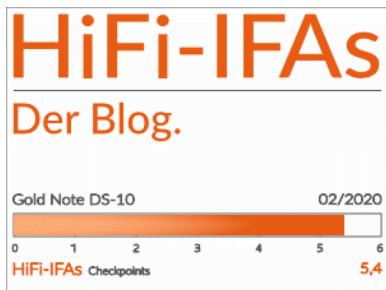 HiFi-IFAs
Der Blog.
Gold Note DS-10 02/2020
0 1 2 3 4 5 6
HiFi-IFAs Checkpoints 5,4